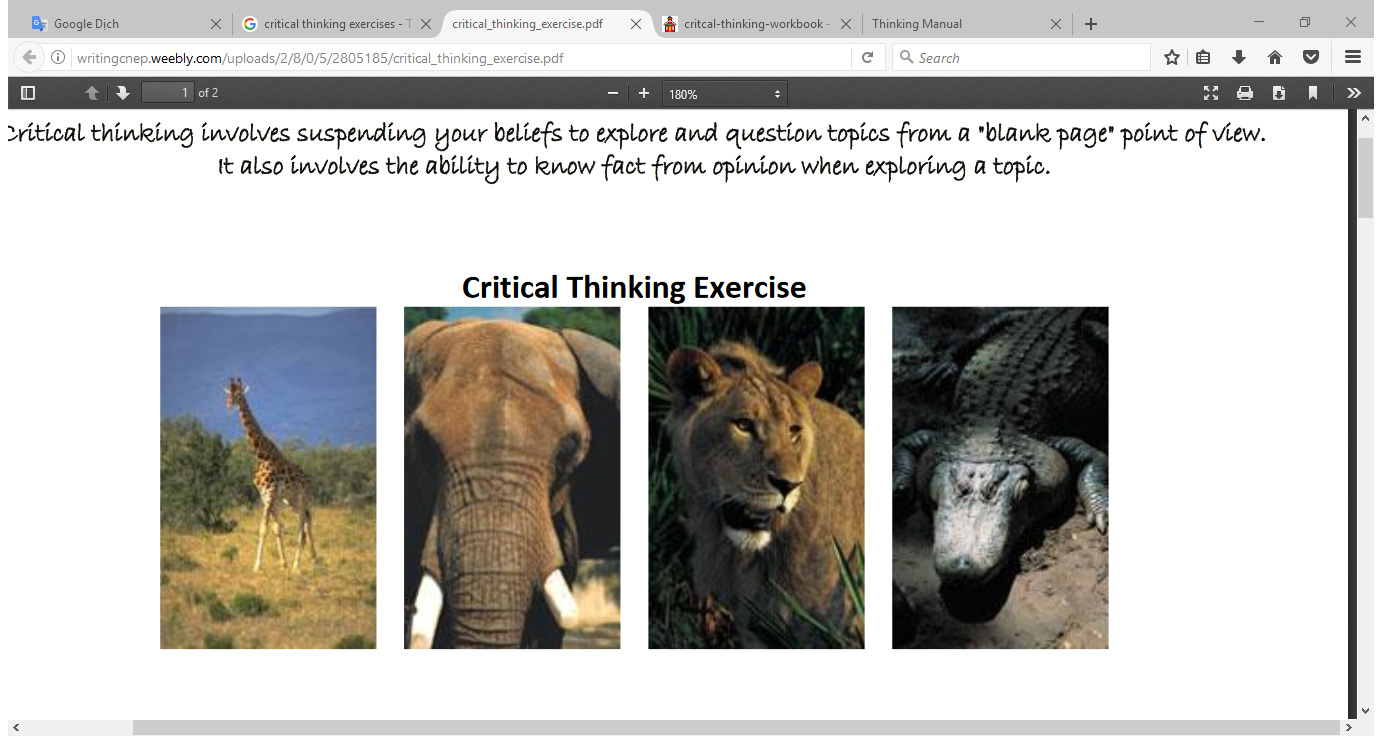 Google Dịch
critical thinking exercises - T
critical_thinking_exercise.pdf
critcal-thinking-workbook -
Thinking Manual
writingcnep.weebly.com/uploads/2/8/0/5/2805185/critical_thinking_exercise.pdf
Search
1 of 2
180%
Critical thinking involves suspending your beliefs to explore and question topics from a "blank page" point of view.
It also involves the ability to know fact from opinion when exploring a topic.
Critical Thinking Exercise